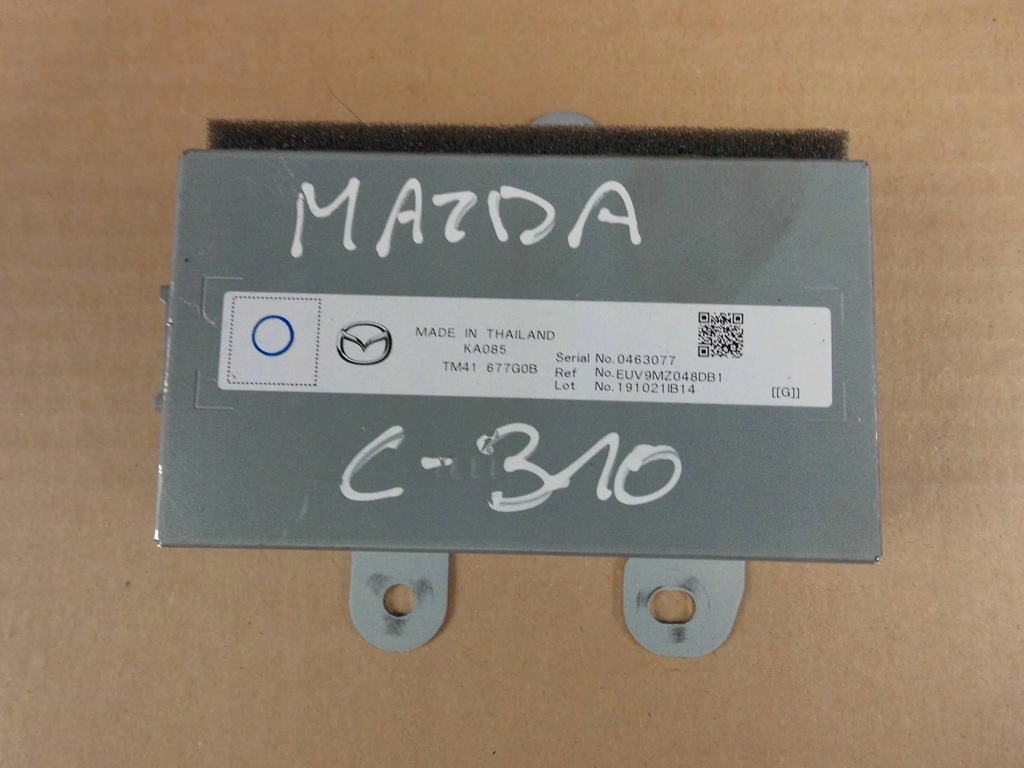 MAZDA
MADE IN THAILAND
KA085
TM41 677G0B
Serial No.0463077
Ref No.EUV9MZ048DB1
Lot No.191021IB14
[[G]]
C-310